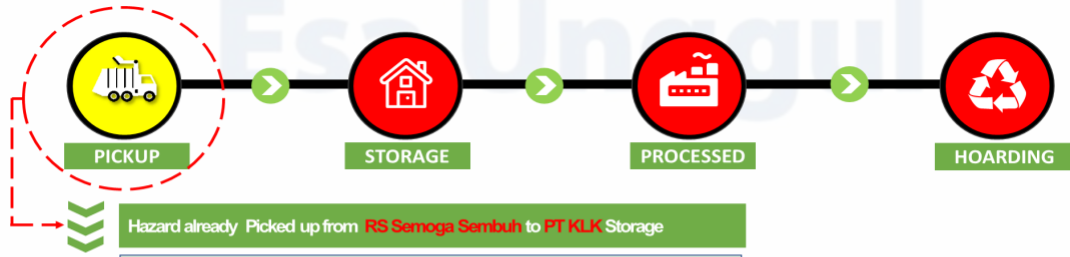 Esa Unggul
PICKUP
STORAGE
PROCESSED
HOARDING
Hazard already Picked up from RS Semoga Sembuh to PT KLK Storage